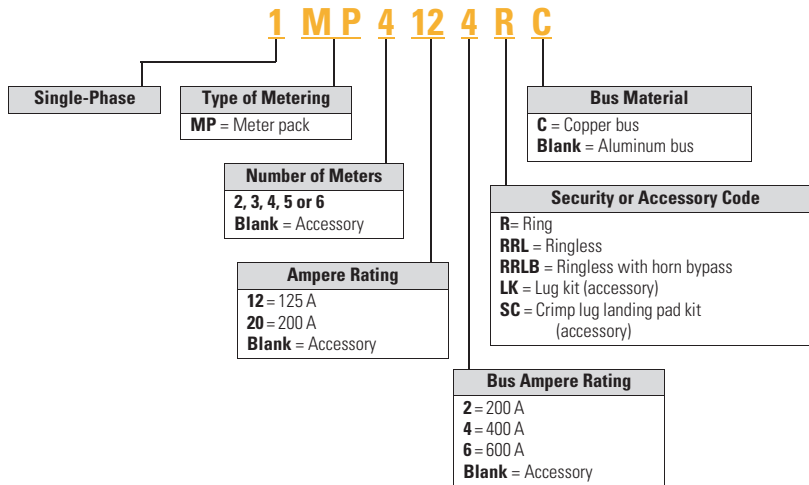 1 MP 4 12 4 R C
Single-Phase
Type of Metering
MP = Meter pack
Number of Meters
2, 3, 4, 5 or 6
Blank = Accessory
Ampere Rating
12 = 125 A
20 = 200 A
Blank = Accessory
Bus Ampere Rating
2 = 200 A
4 = 400 A
6 = 600 A
Blank = Accessory
Security or Accessory Code
R= Ring
RRL = Ringless
RRLB = Ringless with horn bypass
LK = Lug kit (accessory)
SC = Crimp lug landing pad kit
(accessory)
Bus Material
C = Copper bus
Blank = Aluminum bus